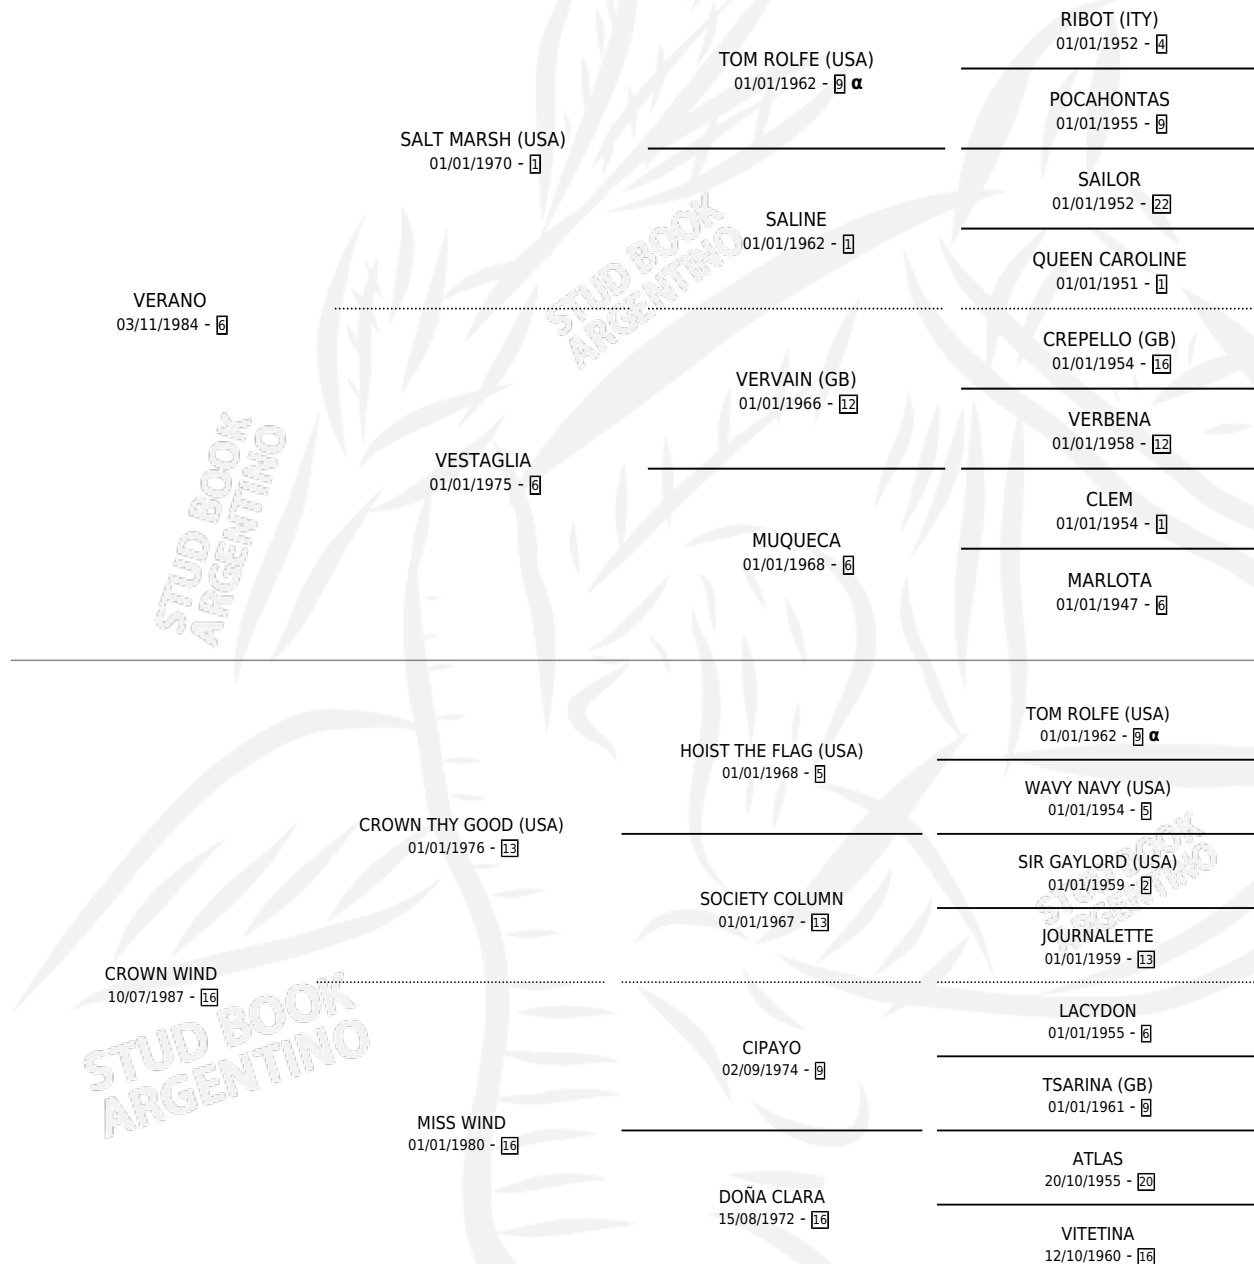 RIBOT (ITY)
01/01/1952 - 4
TOM ROLFE (USA)
01/01/1962 - 9 α
POCAHONTAS
01/01/1955 - 9
SALT MARSH (USA)
01/01/1970 - 1
SAILOR
01/01/1952 - 22
SALINE
01/01/1962 - 1
QUEEN CAROLINE
01/01/1951 - 1
VERANO
03/11/1984 - 6
CREPELLO (GB)
01/01/1954 - 16
VERVAIN (GB)
01/01/1966 - 12
VERBENA
01/01/1958 - 12
VESTAGLIA
01/01/1975 - 6
CLEM
01/01/1954 - 1
MUQUECA
01/01/1968 - 6
MARLOTA
01/01/1947 - 6
TOM ROLFE (USA)
01/01/1962 - 9 α
HOIST THE FLAG (USA)
01/01/1968 - 5
WAVY NAVY (USA)
01/01/1954 - 5
CROWN THY GOOD (USA)
01/01/1976 - 13
SIR GAYLORD (USA)
01/01/1959 - 2
SOCIETY COLUMN
01/01/1967 - 13
JOURNALETTE
01/01/1959 - 13
CROWN WIND
10/07/1987 - 16
LACYDON
01/01/1955 - 6
CIPAYO
02/09/1974 - 9
TSARINA (GB)
01/01/1961 - 9
MISS WIND
01/01/1980 - 16
ATLAS
20/10/1955 - 20
DOÑA CLARA
15/08/1972 - 16
VITETINA
12/10/1960 - 16
STUD BOOK
ARGENTINO
STUD BOOK
ARGENTINO
STUD BOOK
ARGENTINO
STUD BOOK
ARGENTINO